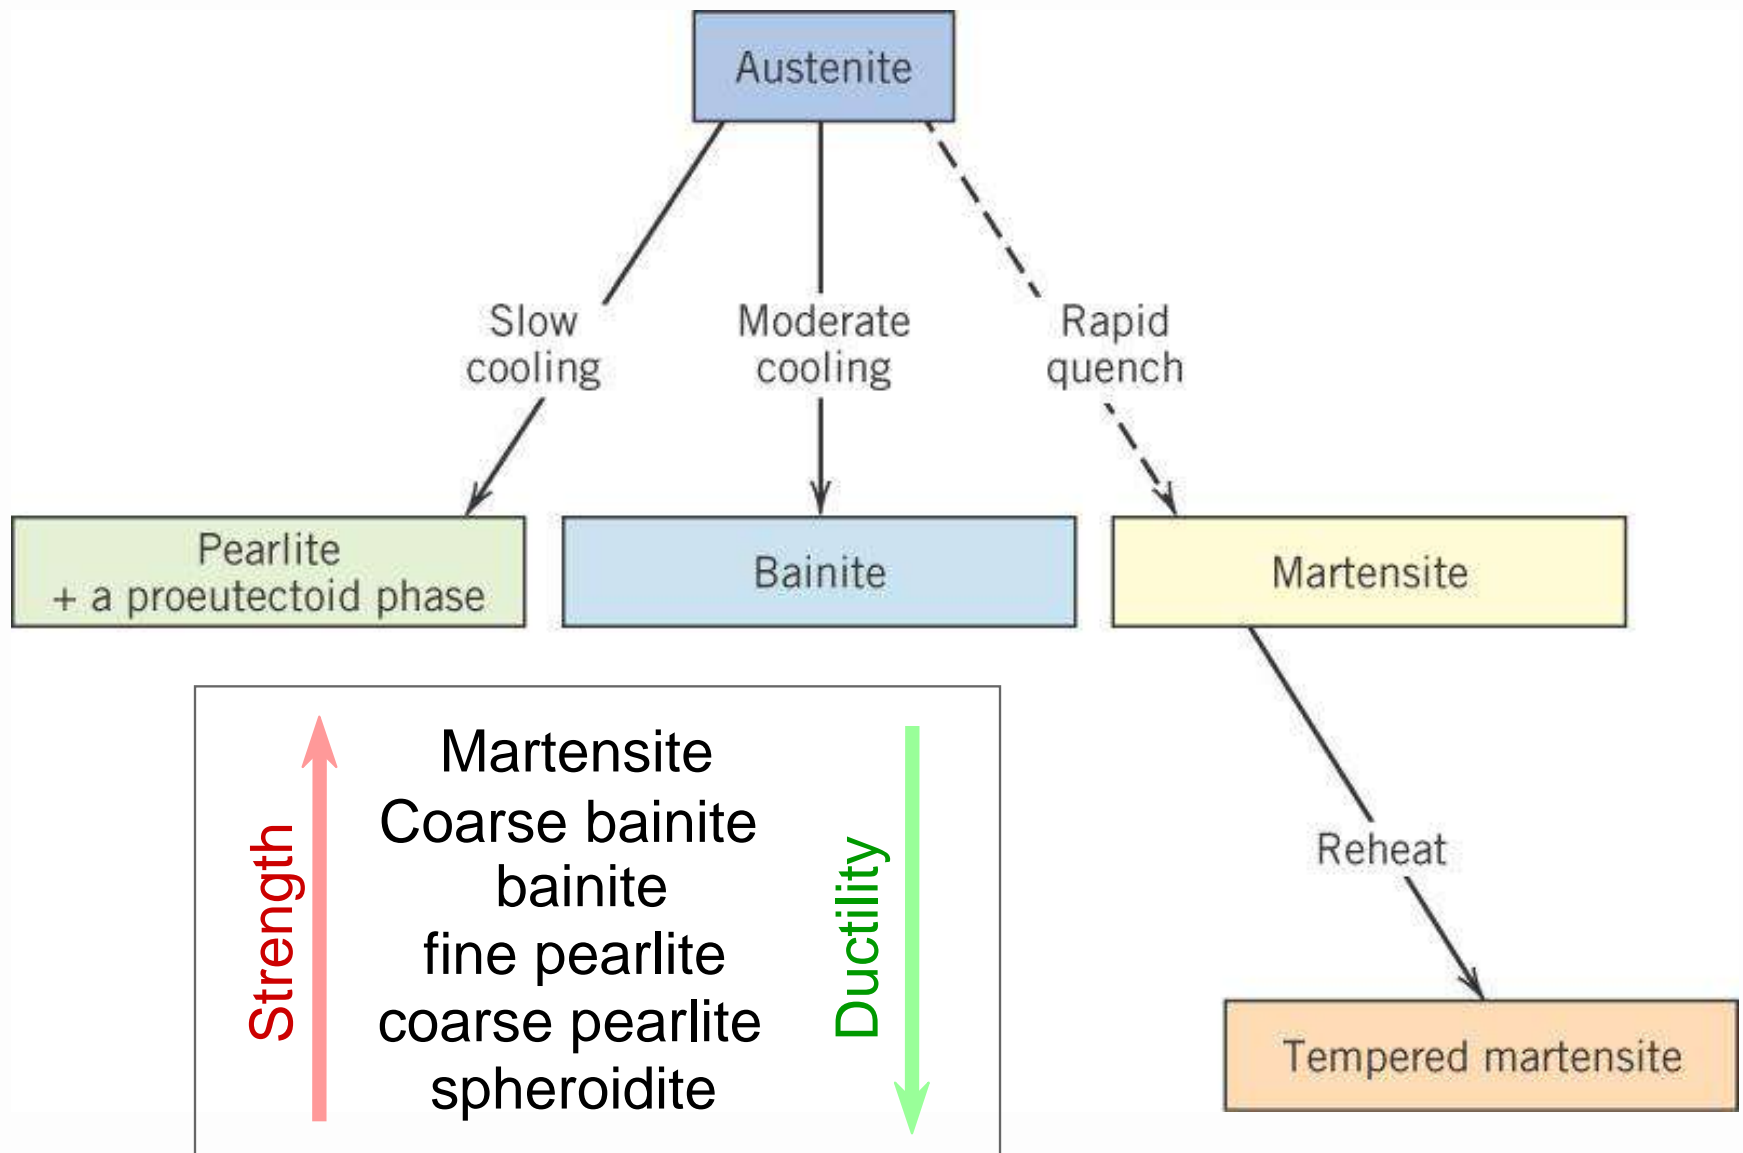 Austenite
Slow
cooling
Moderate
cooling
Rapid
quench
Pearlite
+ a proeutectoid phase
Bainite
Martensite
Reheat
Tempered martensite
Strength
Martensite
Coarse bainite
bainite
fine pearlite
coarse pearlite
spheroidite
Ductility